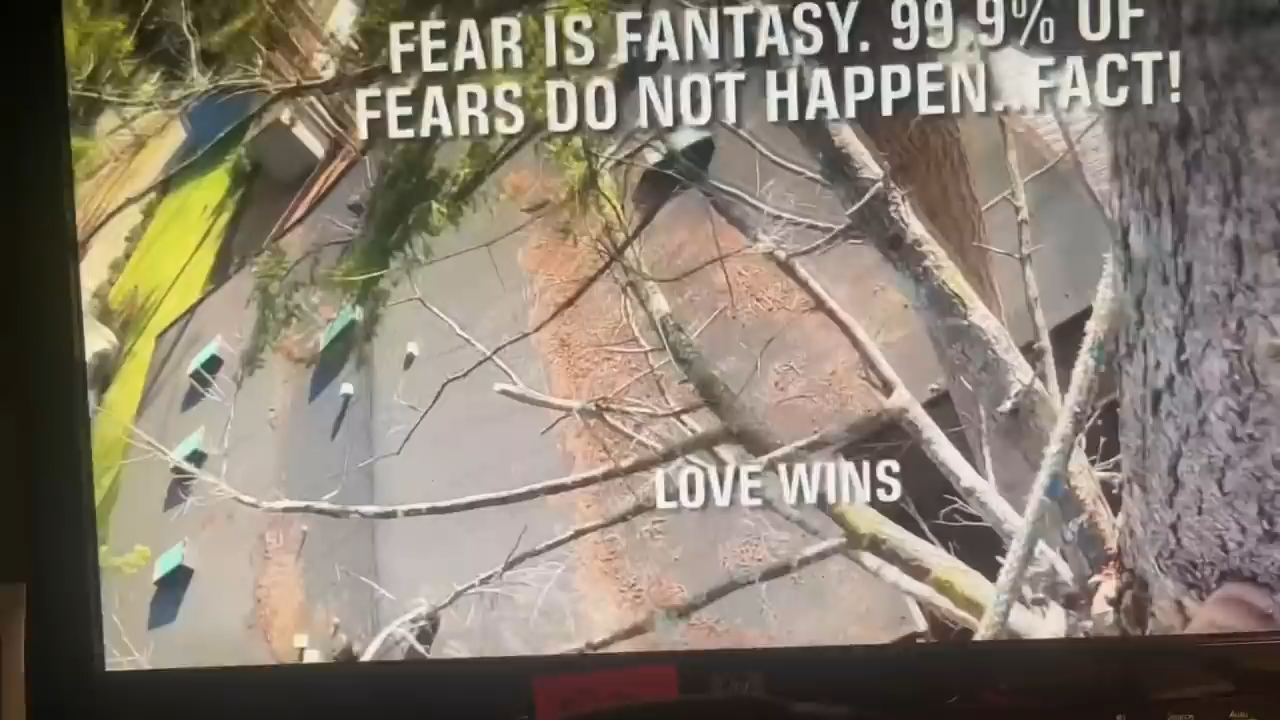 FEAR IS FANTASY. 99.9% OF
FEARS DO NOT HAPPEN...FACT!
LOVE WINS